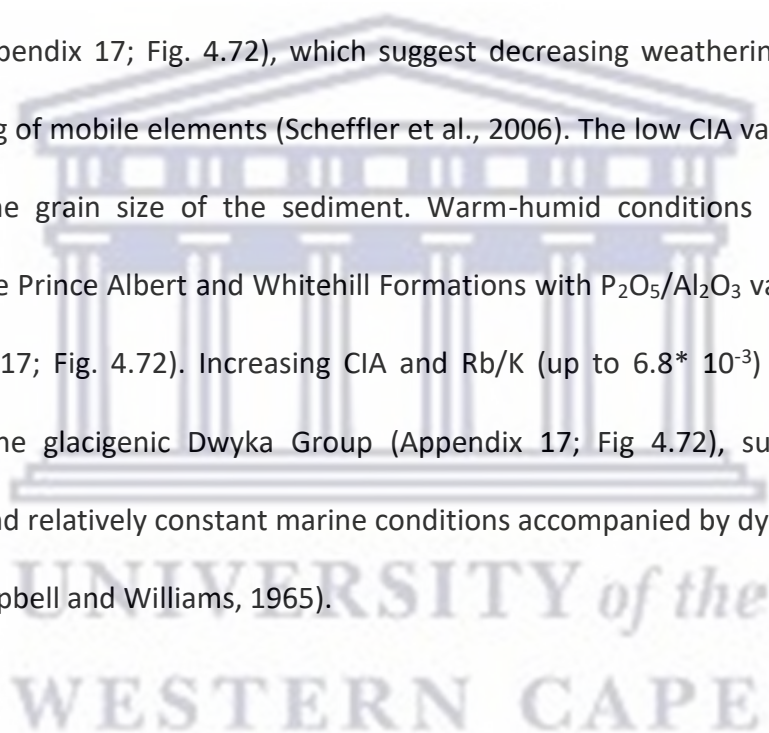 pendix 17; Fig. 4.72), which suggest decreasing weatherin
g of mobile elements (Scheffler et al., 2006). The low CIA va
ne grain size of the sediment. Warm-humid conditions
e Prince Albert and Whitehill Formations with P₂O₅/Al₂O₃ va
17; Fig. 4.72). Increasing CIA and Rb/K (up to 6.8* 10⁻³)
ne glacigenic Dwyka Group (Appendix 17; Fig 4.72), su
nd relatively constant marine conditions accompanied by dy
pbell and Williams, 1965).
UNIVERSITY of the
WESTERN CAPE